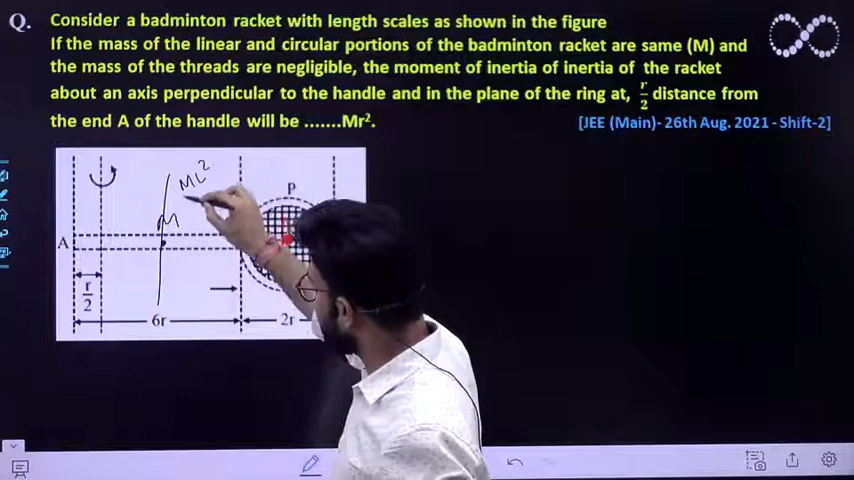 Q. Consider a badminton racket with length scales as shown in the figure
If the mass of the linear and circular portions of the badminton racket are same (M) and
the mass of the threads are negligible, the moment of inertia of inertia of the racket
about an axis perpendicular to the handle and in the plane of the ring at, r/2 distance from
the end A of the handle will be .......Mr².
[JEE (Main)- 26th Aug. 2021 - Shift-2]
ML²
P
M
A
r/2
6r
2r